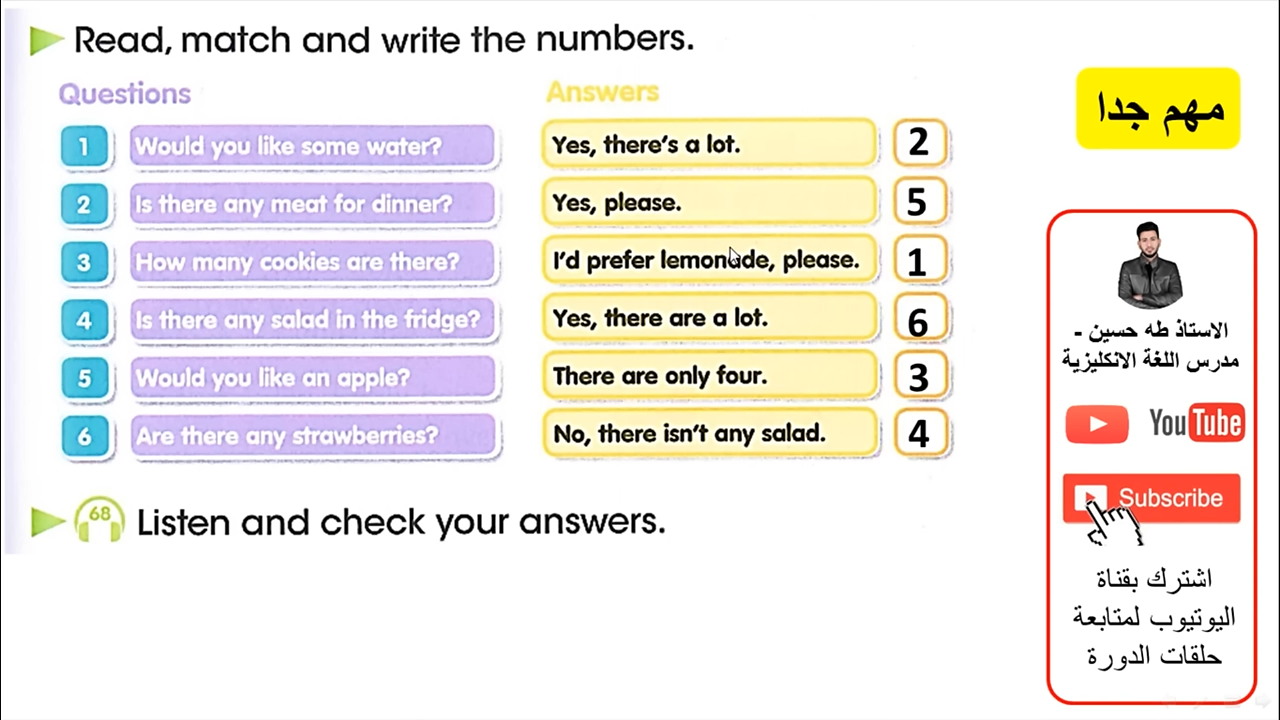 Read, match and write the numbers.
Questions
Answers
1 Would you like some water? Yes, there's a lot. 2
2 Is there any meat for dinner? Yes, please. 5
3 How many cookies are there? I'd prefer lemonade, please. 1
4 Is there any salad in the fridge? Yes, there are a lot. 6
5 Would you like an apple? There are only four. 3
6 Are there any strawberries? No, there isn't any salad. 4
68 Listen and check your answers.
مهم جدا
الاستاذ طه حسين -
مدرس اللغة الانكليزية
YouTube
Subscribe
اشترك بقناة
اليوتيوب لمتابعة
حلقات الدورة